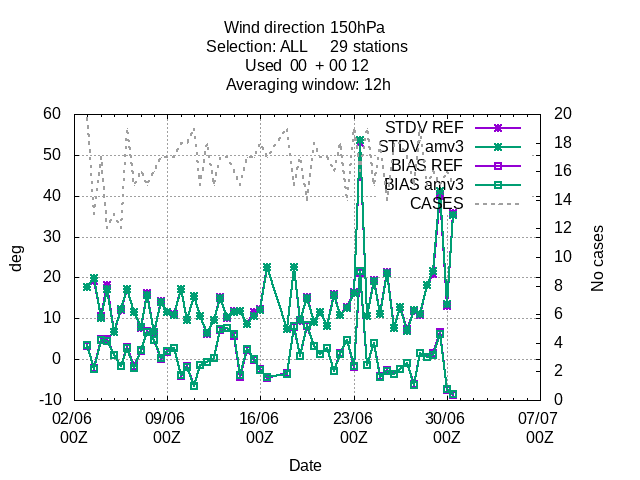 Wind direction 150hPa
Selection: ALL 29 stations
Used 00 + 00 12
Averaging window: 12h
60 20
STDV REF
18
50 STDV amv3
16
BIAS REF
40 BIAS amv3 14
CASES
30 12
deg
10
No cases
20 8
10 6
4
0
2
-10 0
02/06 09/06 16/06 23/06 30/06 07/07
00Z 00Z 00Z 00Z 00Z 00Z
Date